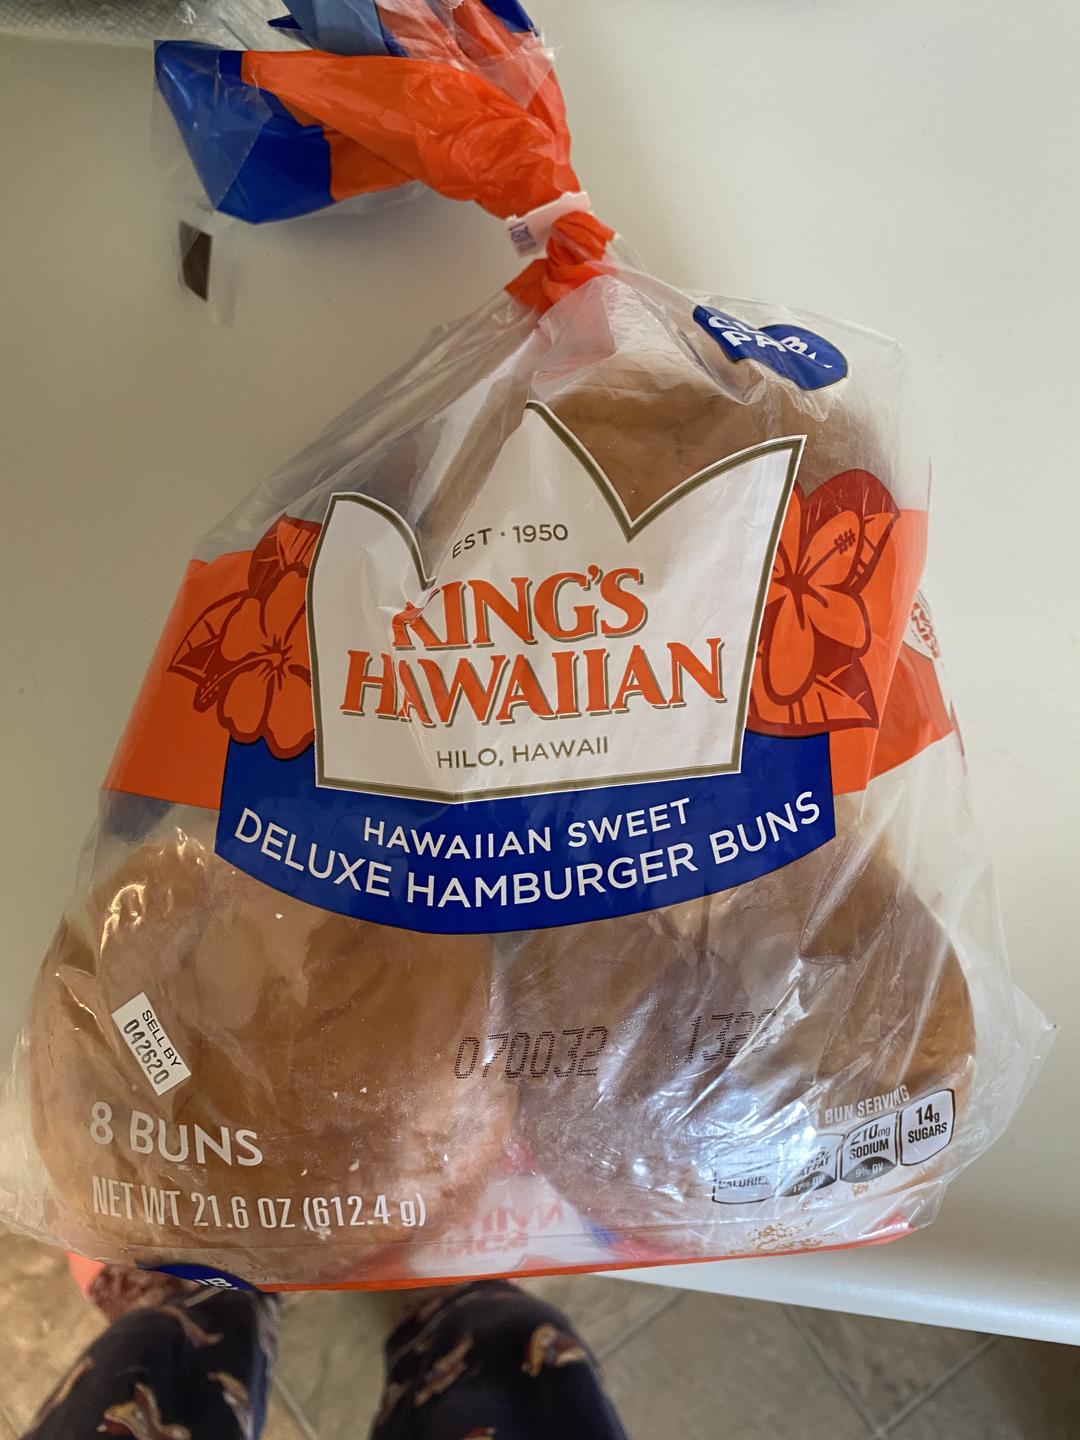 EST • 1950
KING'S
HAWAIIAN
HILO, HAWAII
HAWAIIAN SWEET
DELUXE HAMBURGER BUNS
SELL BY
042620
070032
8 BUNS
NET WT 21.6 OZ (612.4 g)
BUN SERVING
CALORIES
210mg
SODIUM
9% DV
14g
SUGARS